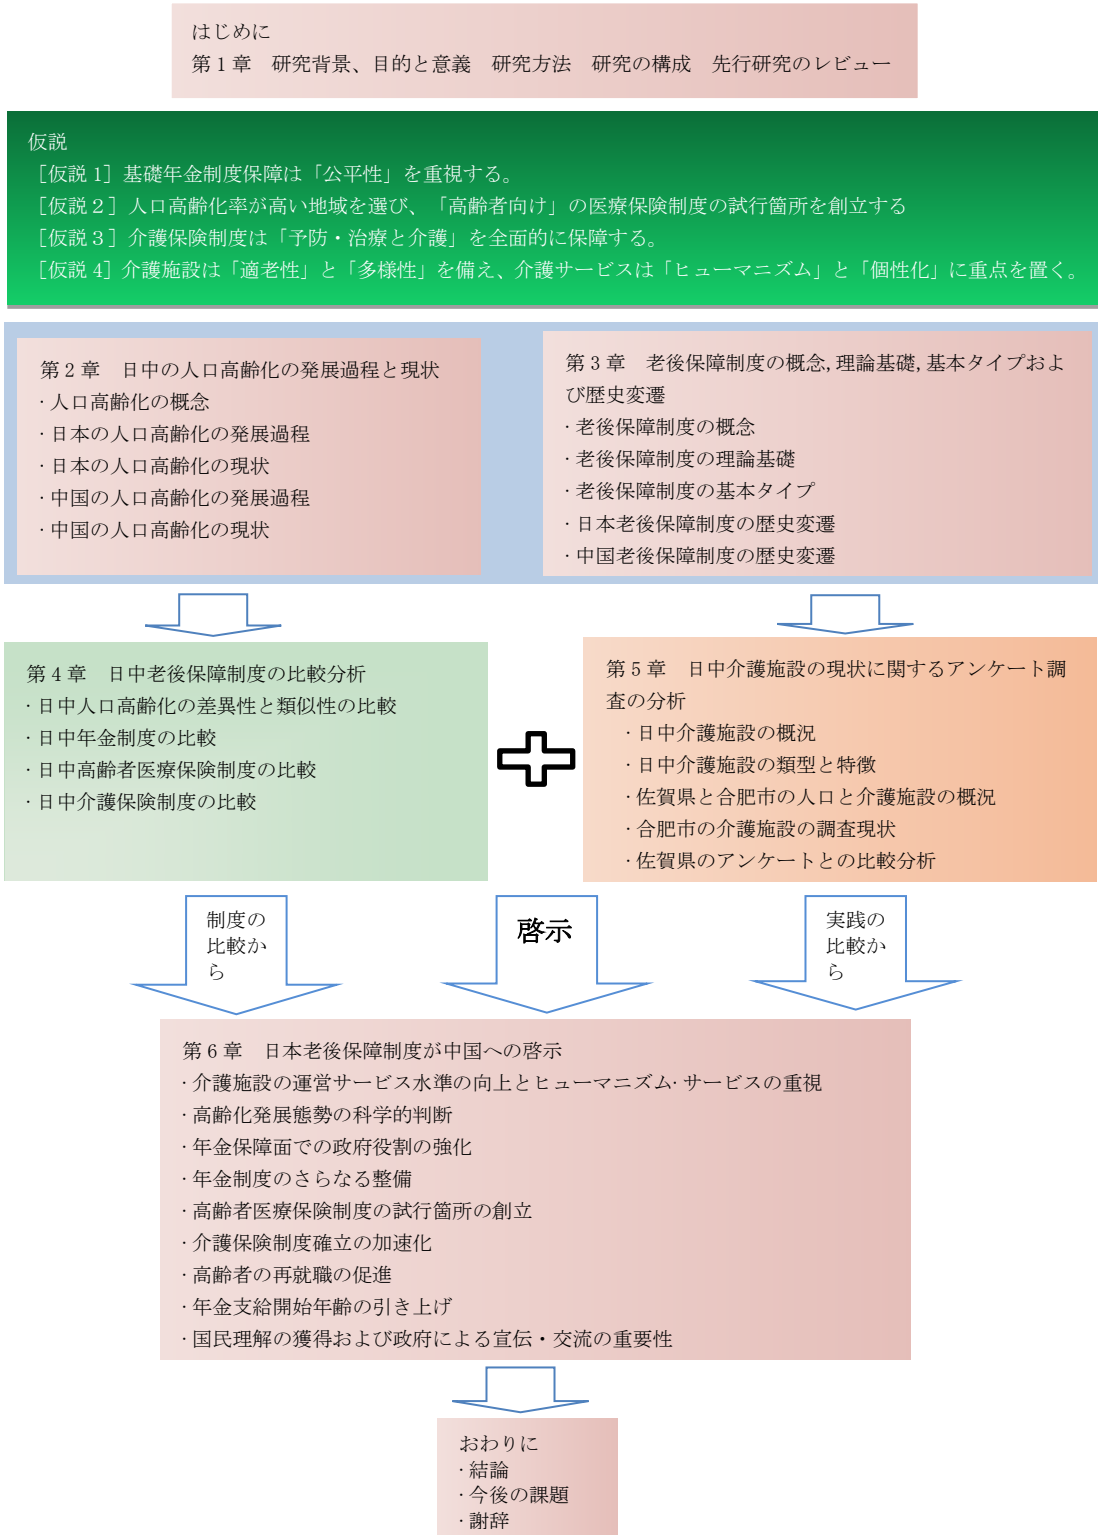 はじめに
第1章　研究背景、目的と意義　研究方法　研究の構成　先行研究のレビュー
仮説
［仮説 1］基礎年金制度保障は「公平性」を重視する。
［仮説２］人口高齢化率が高い地域を選び、「高齢者向け」の医療保険制度の試行箇所を創立する
［仮説３］介護保険制度は「予防・治療と介護」を全面的に保障する。
［仮説 4］介護施設は「適老性」と「多様性」を備え、介護サービスは「ヒューマニズム」と「個性化」に重点を置く。
第2章　日中の人口高齢化の発展過程と現状
·人口高齢化の概念
·日本の人口高齢化の発展過程
·日本の人口高齢化の現状
·中国の人口高齢化の発展過程
·中国の人口高齢化の現状
第3章　老後保障制度の概念,理論基礎,基本タイプおよ
び歴史変遷
·老後保障制度の概念
·老後保障制度の理論基礎
·老後保障制度の基本タイプ
·日本老後保障制度の歴史変遷
·中国老後保障制度の歴史変遷
第4章　日中老後保障制度の比較分析
·日中人口高齢化の差異性と類似性の比較
·日中年金制度の比較
·日中高齢者医療保険制度の比較
·日中介護保険制度の比較
第5章　日中介護施設の現状に関するアンケート調
査の分析
·日中介護施設の概況
·日中介護施設の類型と特徴
·佐賀県と合肥市の人口と介護施設の概況
·合肥市の介護施設の調査現状
·佐賀県のアンケートとの比較分析
制度の
比較か
ら
啓示
実践の
比較か
ら
第6章　日本老後保障制度が中国への啓示
·介護施設の運営サービス水準の向上とヒューマニズム·サービスの重視
·高齢化発展態勢の科学的判断
·年金保障面での政府役割の強化
·年金制度のさらなる整備
·高齢者医療保険制度の試行箇所の創立
·介護保険制度確立の加速化
·高齢者の再就職の促進
·年金支給開始年齢の引き上げ
·国民理解の獲得および政府による宣伝・交流の重要性
おわりに
·結論
·今後の課題
·謝辞